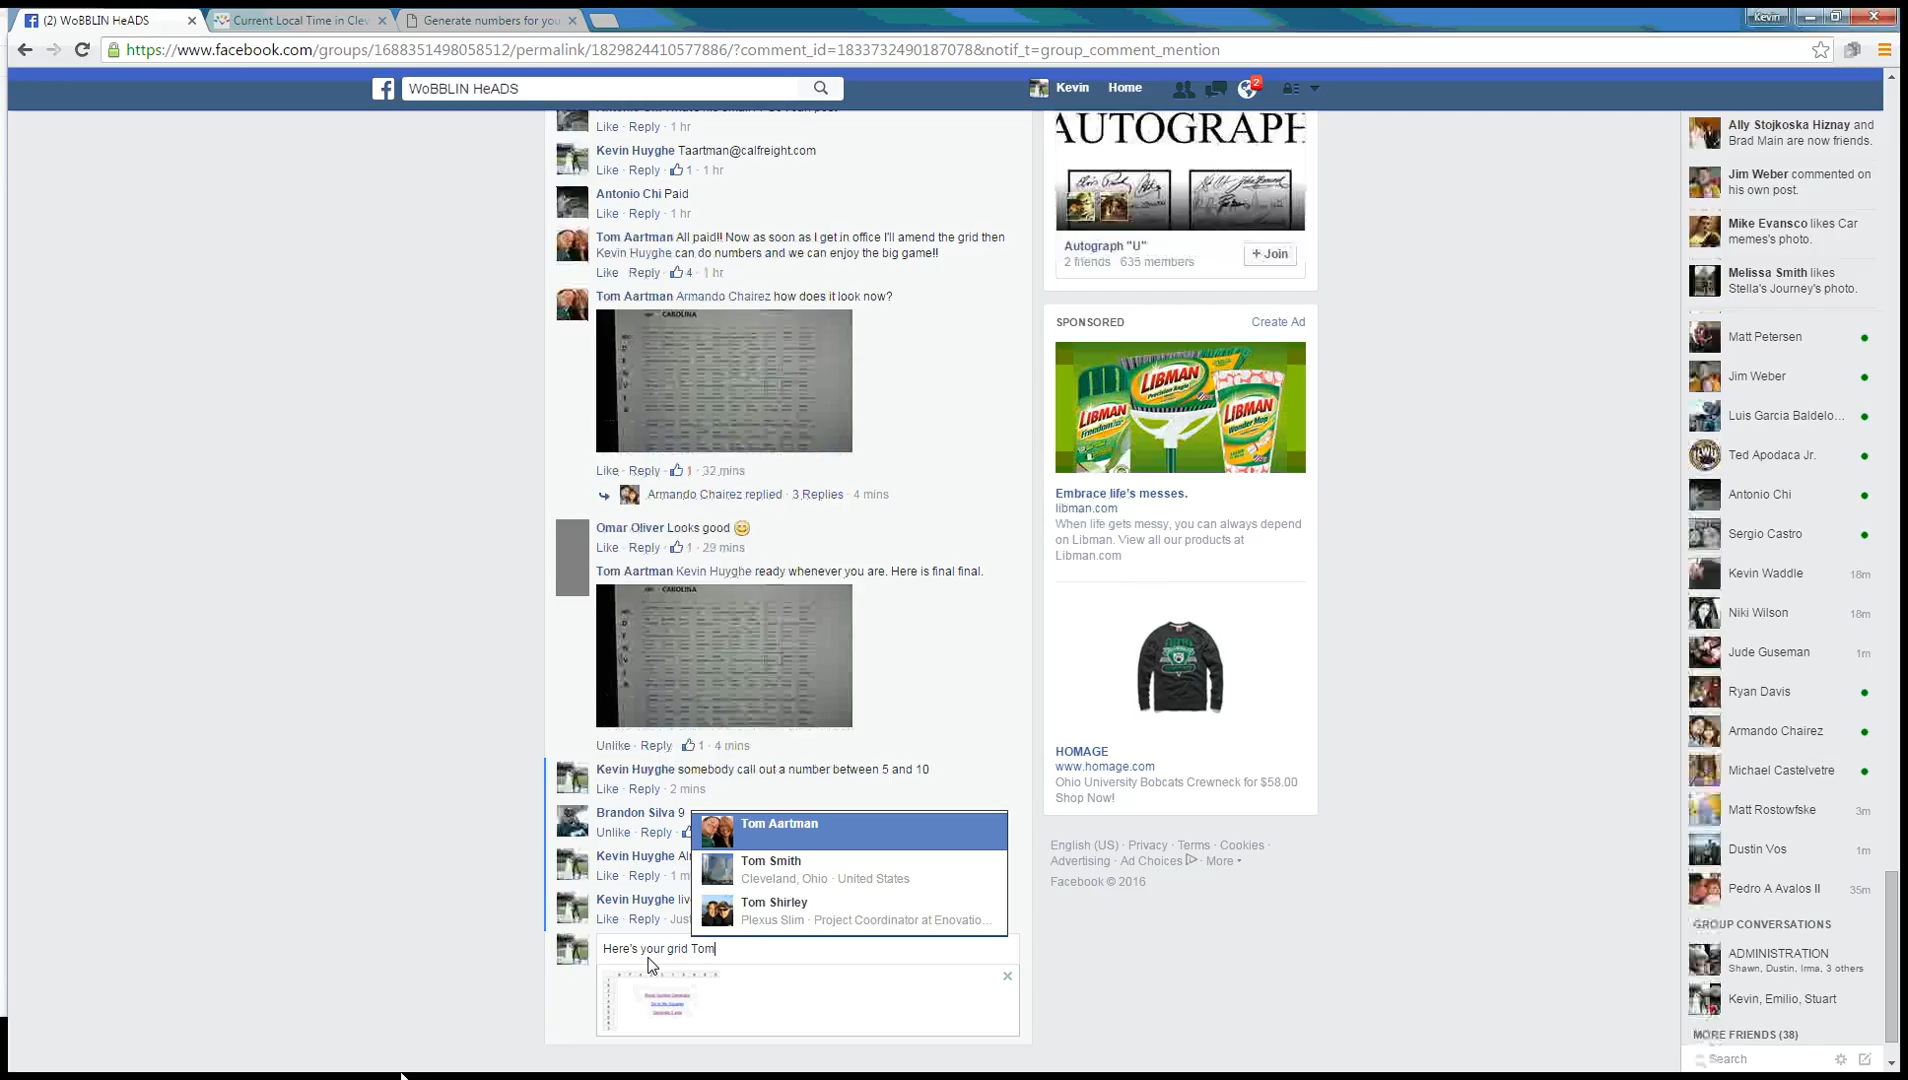 (2) WoBBLIN HeADS
Current Local Time in Clev
Generate numbers for you
Kevin
https://www.facebook.com/groups/1688351498058512/permalink/1829824410577886/?comment_id=1833732490187078&notif_t=group_comment_mention
WoBBLIN HeADS
Kevin
Home
2
Like · Reply · 1 hr
Kevin Huyghe Taartman@calfreight.com
Like · Reply · 1 · 1 hr
Antonio Chi Paid
Like · Reply · 1 hr
Tom Aartman All paid!! Now as soon as I get in office I'll amend the grid then
Kevin Huyghe can do numbers and we can enjoy the big game!!
Like · Reply · 4 · 1 hr
Tom Aartman Armando Chairez how does it look now?
CAROLINA
Like · Reply · 1 · 32 mins
Armando Chairez replied · 3 Replies · 4 mins
Omar Oliver Looks good
Like · Reply · 1 · 29 mins
Tom Aartman Kevin Huyghe ready whenever you are. Here is final final.
CAROLINA
Unlike · Reply · 1 · 4 mins
Kevin Huyghe somebody call out a number between 5 and 10
Like · Reply · 2 mins
Brandon Silva 9
Unlike · Reply ·
Kevin Huyghe
Like · Reply · 1 m
Kevin Huyghe
Like · Reply · Jus
Tom Aartman
Tom Smith
Cleveland, Ohio · United States
Tom Shirley
Plexus Slim · Project Coordinator at Enovatio...
Here's your grid Tom
AUTOGRAPH
Autograph "U"
2 friends 635 members
+ Join
SPONSORED
Create Ad
LIBMAN
LIBMAN
LIBMAN
Freedom
Wonder Mop
Embrace life's messes.
libman.com
When life gets messy, you can always depend
on Libman. View all our products at
Libman.com
HOMAGE
www.homage.com
Ohio University Bobcats Crewneck for $58.00
Shop Now!
English (US) · Privacy · Terms · Cookies ·
Advertising · Ad Choices · More
Facebook © 2016
Ally Stojkoska Hiznay and
Brad Main are now friends.
Jim Weber commented on
his own post.
Mike Evansco likes Car
memes's photo.
Melissa Smith likes
Stella's Journey's photo.
Matt Petersen
Jim Weber
Luis Garcia Baldelo...
Ted Apodaca Jr.
Antonio Chi
Sergio Castro
Kevin Waddle 18m
Niki Wilson 18m
Jude Guseman 1m
Ryan Davis
Armando Chairez
Michael Castelvetre
Matt Rostowfske 3m
Dustin Vos 1m
Pedro A Avalos II 35m
GROUP CONVERSATIONS
ADMINISTRATION
Shawn, Dustin, Irma, 3 others
Kevin, Emilio, Stuart
MORE FRIENDS (38)
Search